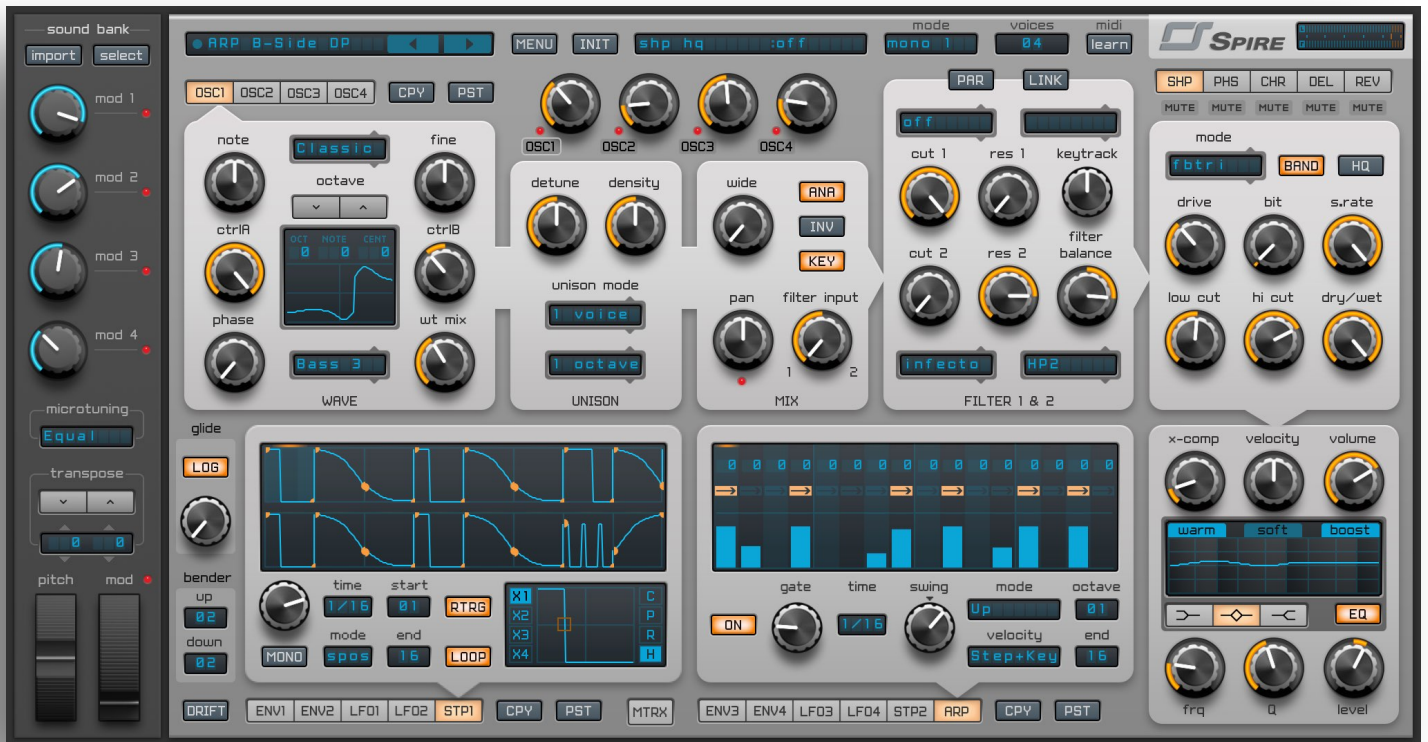 sound bank
import select
mod 1
mod 2
mod 3
mod 4
microtuning
Equal
transpose
0 0
pitch mod
ARP B-Side DP
MENU INIT
shp hq :off
mode voices midi
mono 1 04 learn
SPIRE
OSC1 OSC2 OSC3 OSC4 CPY PST
OSC1 OSC2 OSC3 OSC4
note Classic fine
octave
ctrlA ctrlB
OCT NOTE CENT
0 0 0
phase wt mix
Bass 3
WAVE
detune density
unison mode
1 voice
1 octave
UNISON
wide ANA
INV
KEY
pan filter input
1 2
MIX
PAR LINK
off
cut 1 res 1 keytrack
cut 2 res 2 filter balance
infecto HP2
FILTER 1 & 2
SHP PHS CHR DEL REV
MUTE MUTE MUTE MUTE MUTE
mode
fbtri BAND HQ
drive bit s.rate
low cut hi cut dry/wet
glide
LOG
bender
up
02
down
02
DRIFT
time start
1/16 01 RTRG
mode end
MONO spos 16 LOOP
X1 C
X2 P
X3 R
X4 H
ENV1 ENV2 LFO1 LFO2 STP1 CPY PST
MTRX
0 0 0 0 0 0 0 0 0 0 0 0 0 0 0 0
gate time swing mode octave
ON 1/16 Up 01
velocity end
Step+Key 16
ENV3 ENV4 LFO3 LFO4 STP2 ARP CPY PST
x-comp velocity volume
warm soft boost
EQ
frq Q level